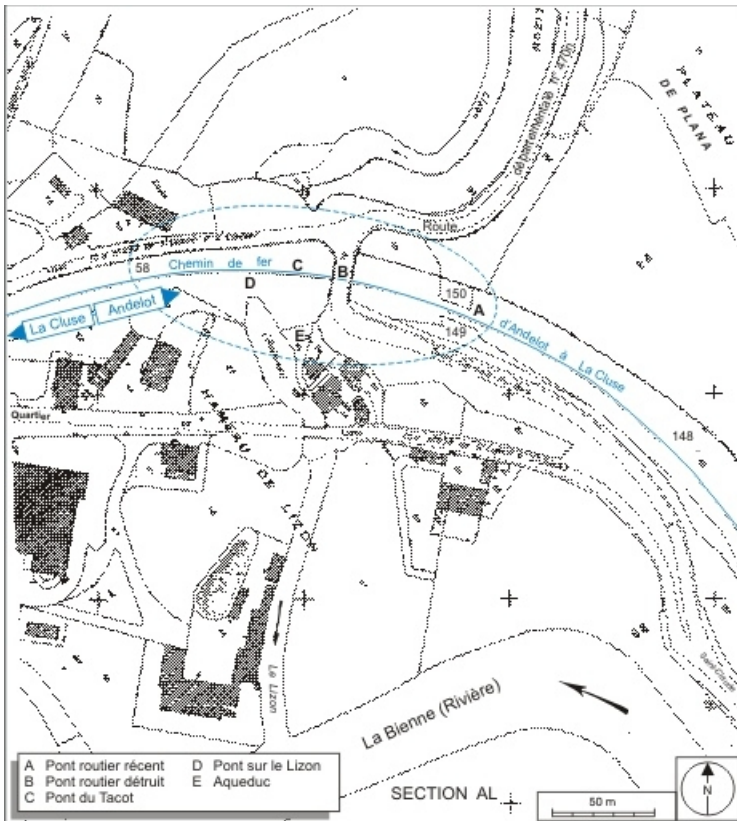 PLATEAU
DE PLANA
départementale N° 470
Route
58
Chemin de fer
C
B
D
150
A
149
d'Andelot à La Cluse
La Cluse
Andelot
E
Quartier
HAMEAU DE LIZON
148
Le Lizon
La Bienne (Rivière)
A Pont routier récent
B Pont routier détruit
C Pont du Tacot
D Pont sur le Lizon
E Aqueduc
SECTION AL
50 m
N